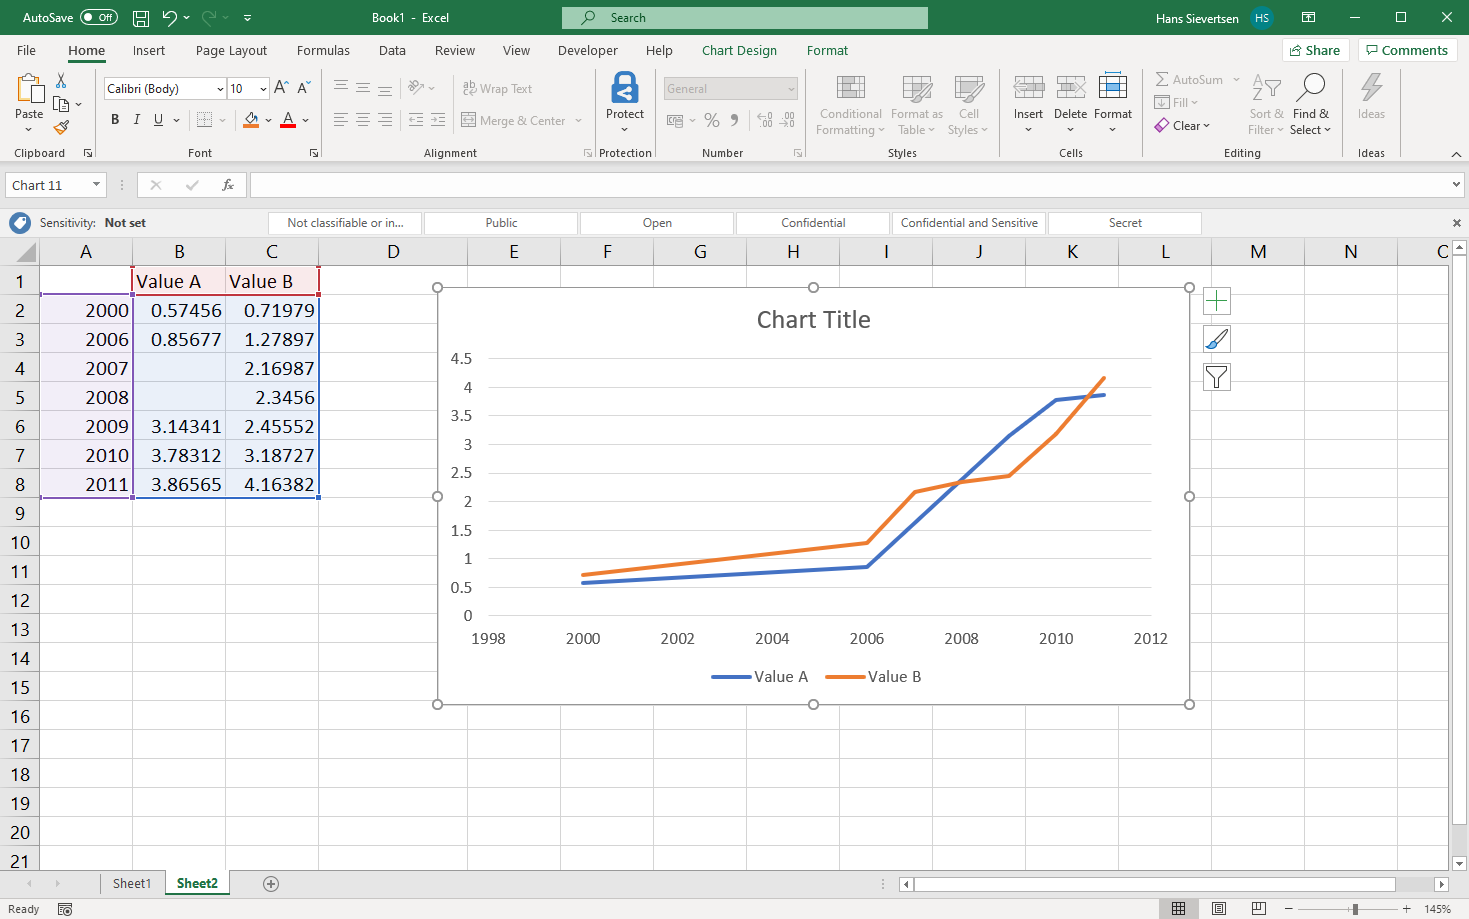 AutoSave Off Book1 - Excel Search Hans Sievertsen HS
File Home Insert Page Layout Formulas Data Review View Developer Help Chart Design Format Share Comments
Paste
Calibri (Body) 10 A A
B I U A
ab Wrap Text
Merge & Center
Protect
General
% 9 .00 .00
Conditional Formatting
Format as Table
Cell Styles
Insert Delete Format
AutoSum
Fill
Clear
Sort & Filter
Find & Select
Ideas
Clipboard Font Alignment Protection Number Styles Cells Editing Ideas
Chart 11 fx
Sensitivity: Not set Not classifiable or in... Public Open Confidential Confidential and Sensitive Secret
A B C D E F G H I J K L M N O
1 Value A Value B
2 2000 0.57456 0.71979
3 2006 0.85677 1.27897
4 2007 2.16987
5 2008 2.3456
6 2009 3.14341 2.45552
7 2010 3.78312 3.18727
8 2011 3.86565 4.16382
9
10
11
12
13
14
15
16
17
18
19
20
21
Chart Title
4.5
4
3.5
3
2.5
2
1.5
1
0.5
0
1998 2000 2002 2004 2006 2008 2010 2012
Value A Value B
Sheet1 Sheet2
Ready 145%